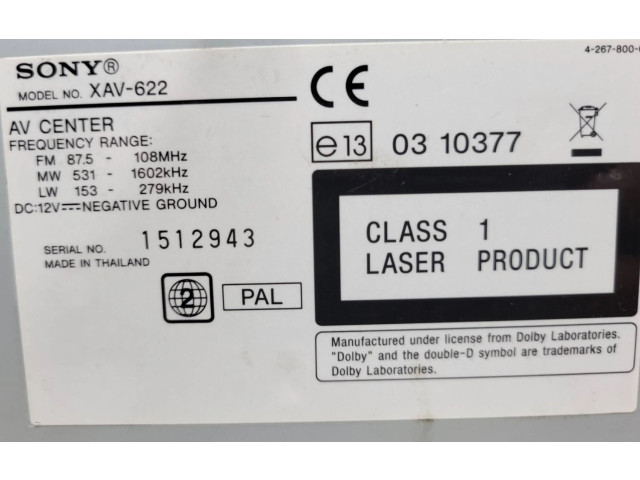 4-267-800-
SONY®
MODEL NO. XAV-622
AV CENTER
FREQUENCY RANGE:
FM 87.5 - 108MHz
MW 531 - 1602kHz
LW 153 - 279kHz
DC:12V⎓NEGATIVE GROUND
SERIAL NO. 1512943
MADE IN THAILAND
2 PAL
CE
e13 03 10377
CLASS 1
LASER PRODUCT
Manufactured under license from Dolby Laboratories.
"Dolby" and the double-D symbol are trademarks of
Dolby Laboratories.